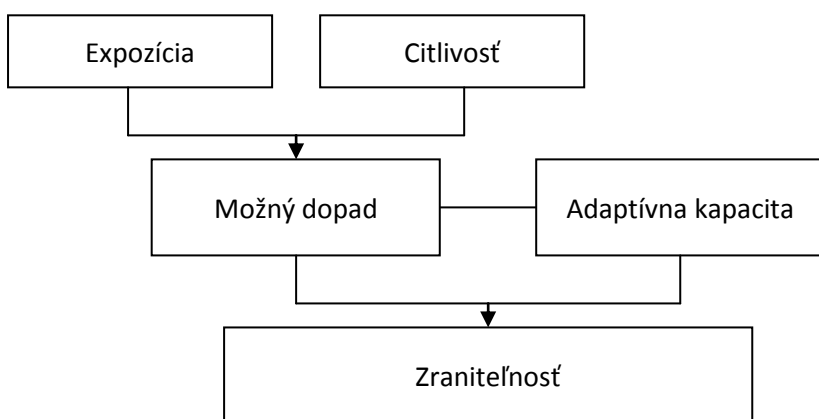 Expozícia
Citlivosť
Možný dopad
Adaptívna kapacita
Zraniteľnosť